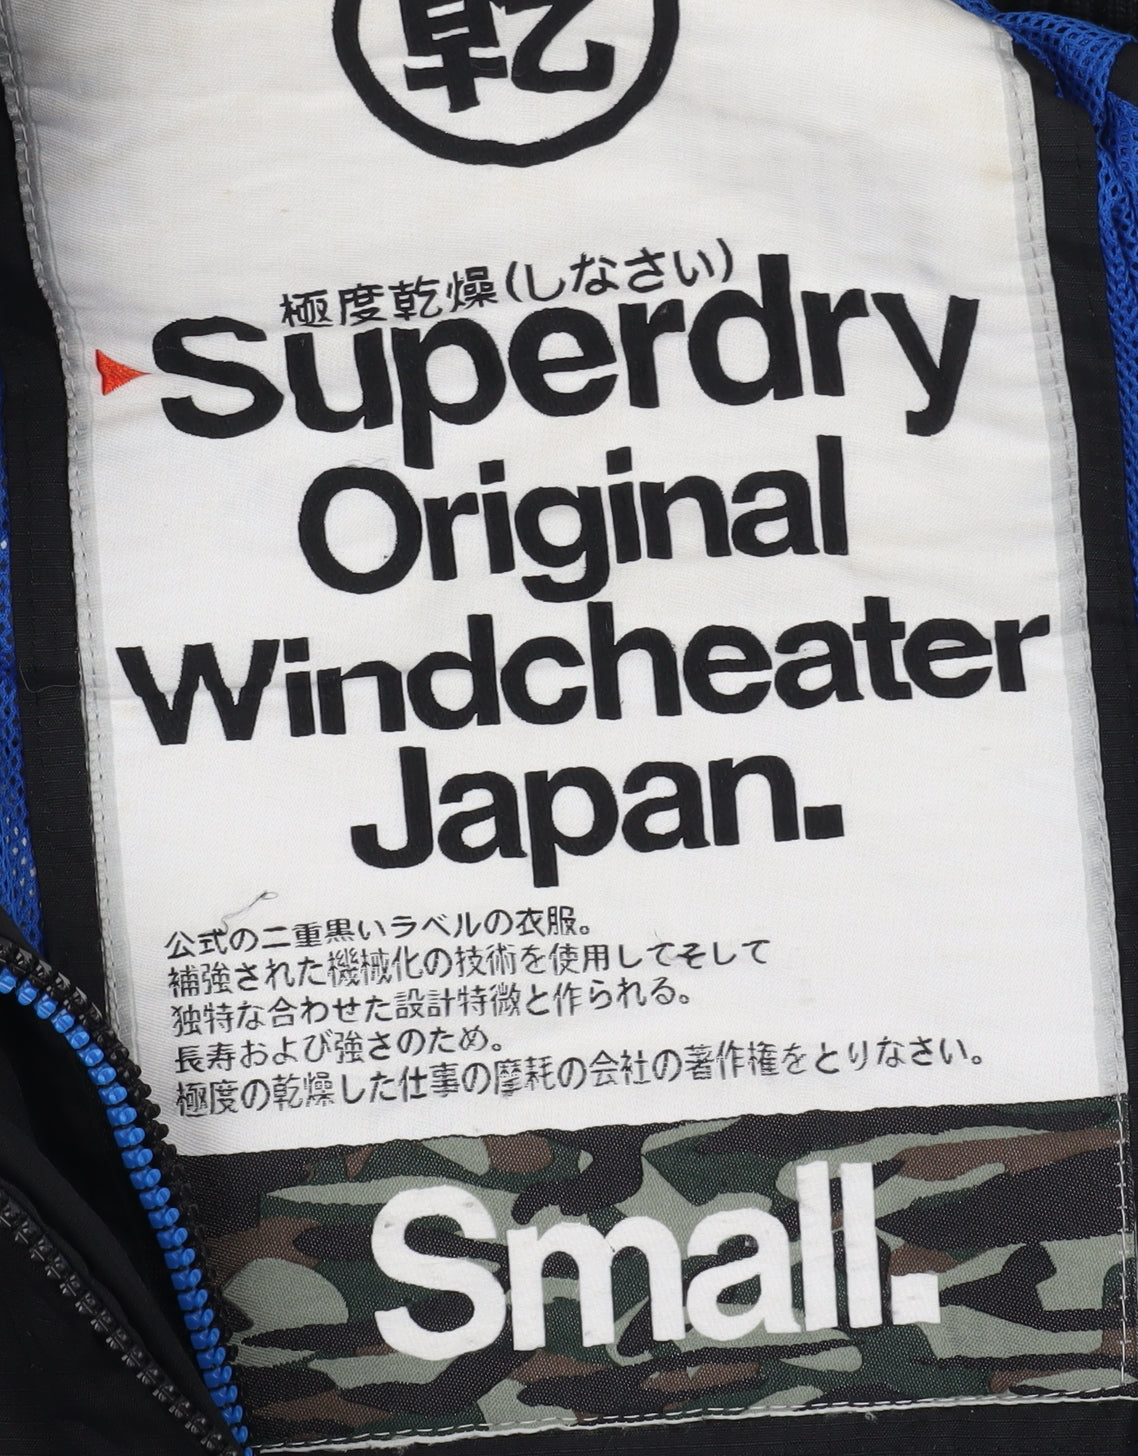 乾
極度乾燥(しなさい)
Superdry
Original
Windcheater
Japan.
公式の二重黒いラベルの衣服。
補強された機械化の技術を使用してそして
独特な合わせた設計特徴と作られる。
長寿および強さのため。
極度の乾燥した仕事の摩耗の会社の著作権をとりなさい。
Small.